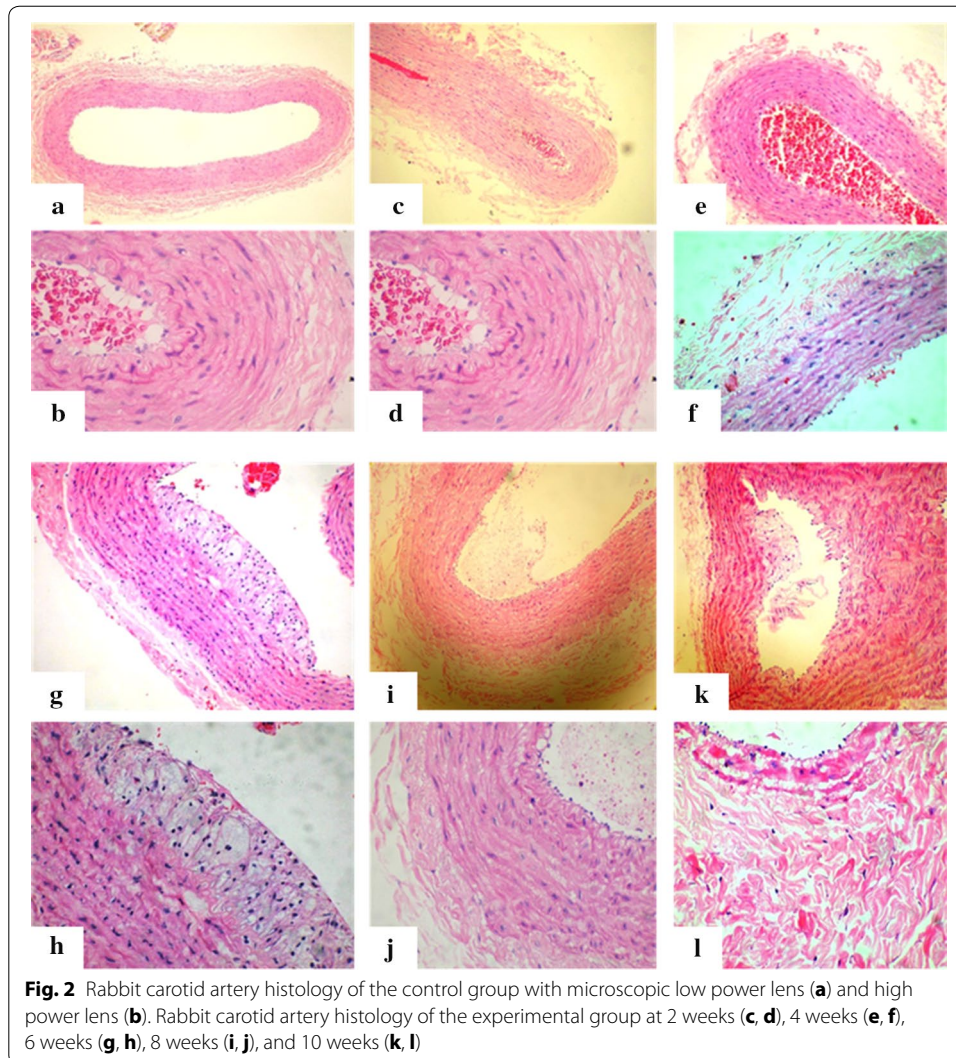 a
c
e
b
d
f
g
i
k
h
j
l
Fig. 2 Rabbit carotid artery histology of the control group with microscopic low power lens (a) and high
power lens (b). Rabbit carotid artery histology of the experimental group at 2 weeks (c, d), 4 weeks (e, f),
6 weeks (g, h), 8 weeks (i, j), and 10 weeks (k, l)